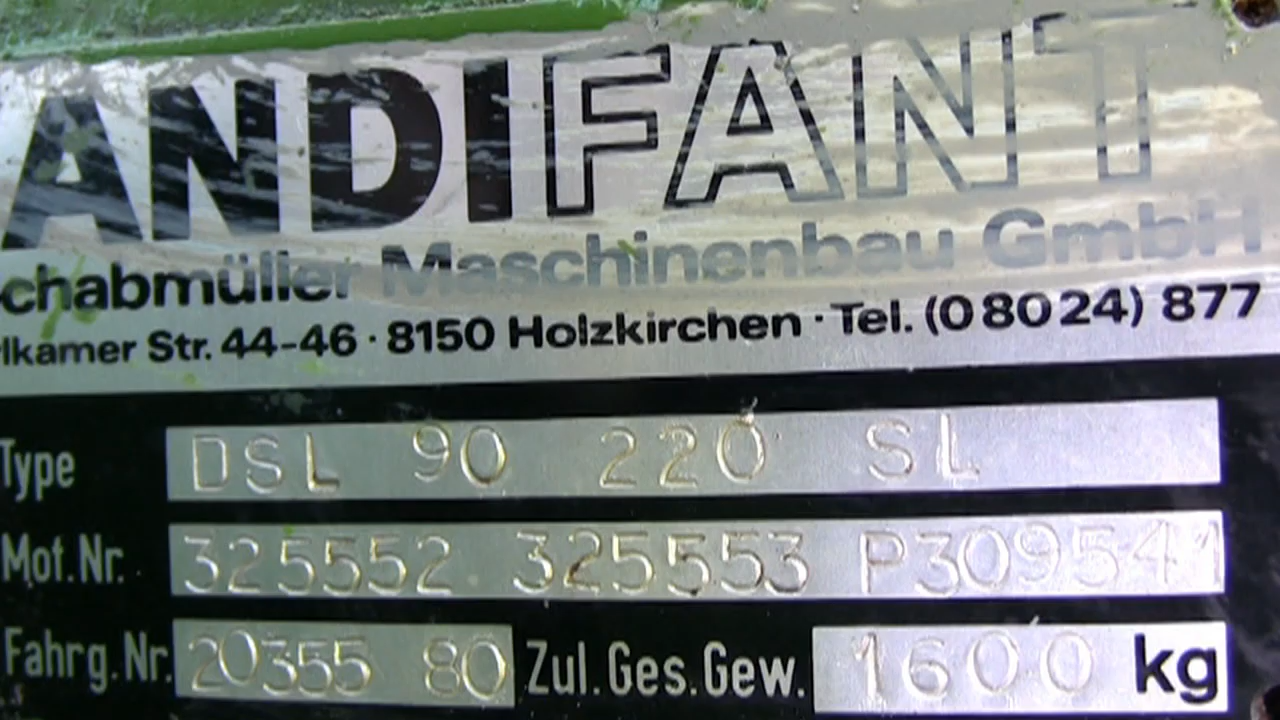 ANDIFANT
chabmüller Maschinenbau GmbH
lkamer Str. 44-46 · 8150 Holzkirchen · Tel. (08024) 877
Type DSL 90 220 SL
Mot.Nr. 325552 325553 P309541
Fahrg.Nr. 20355 80 Zul.Ges.Gew. 1600 kg